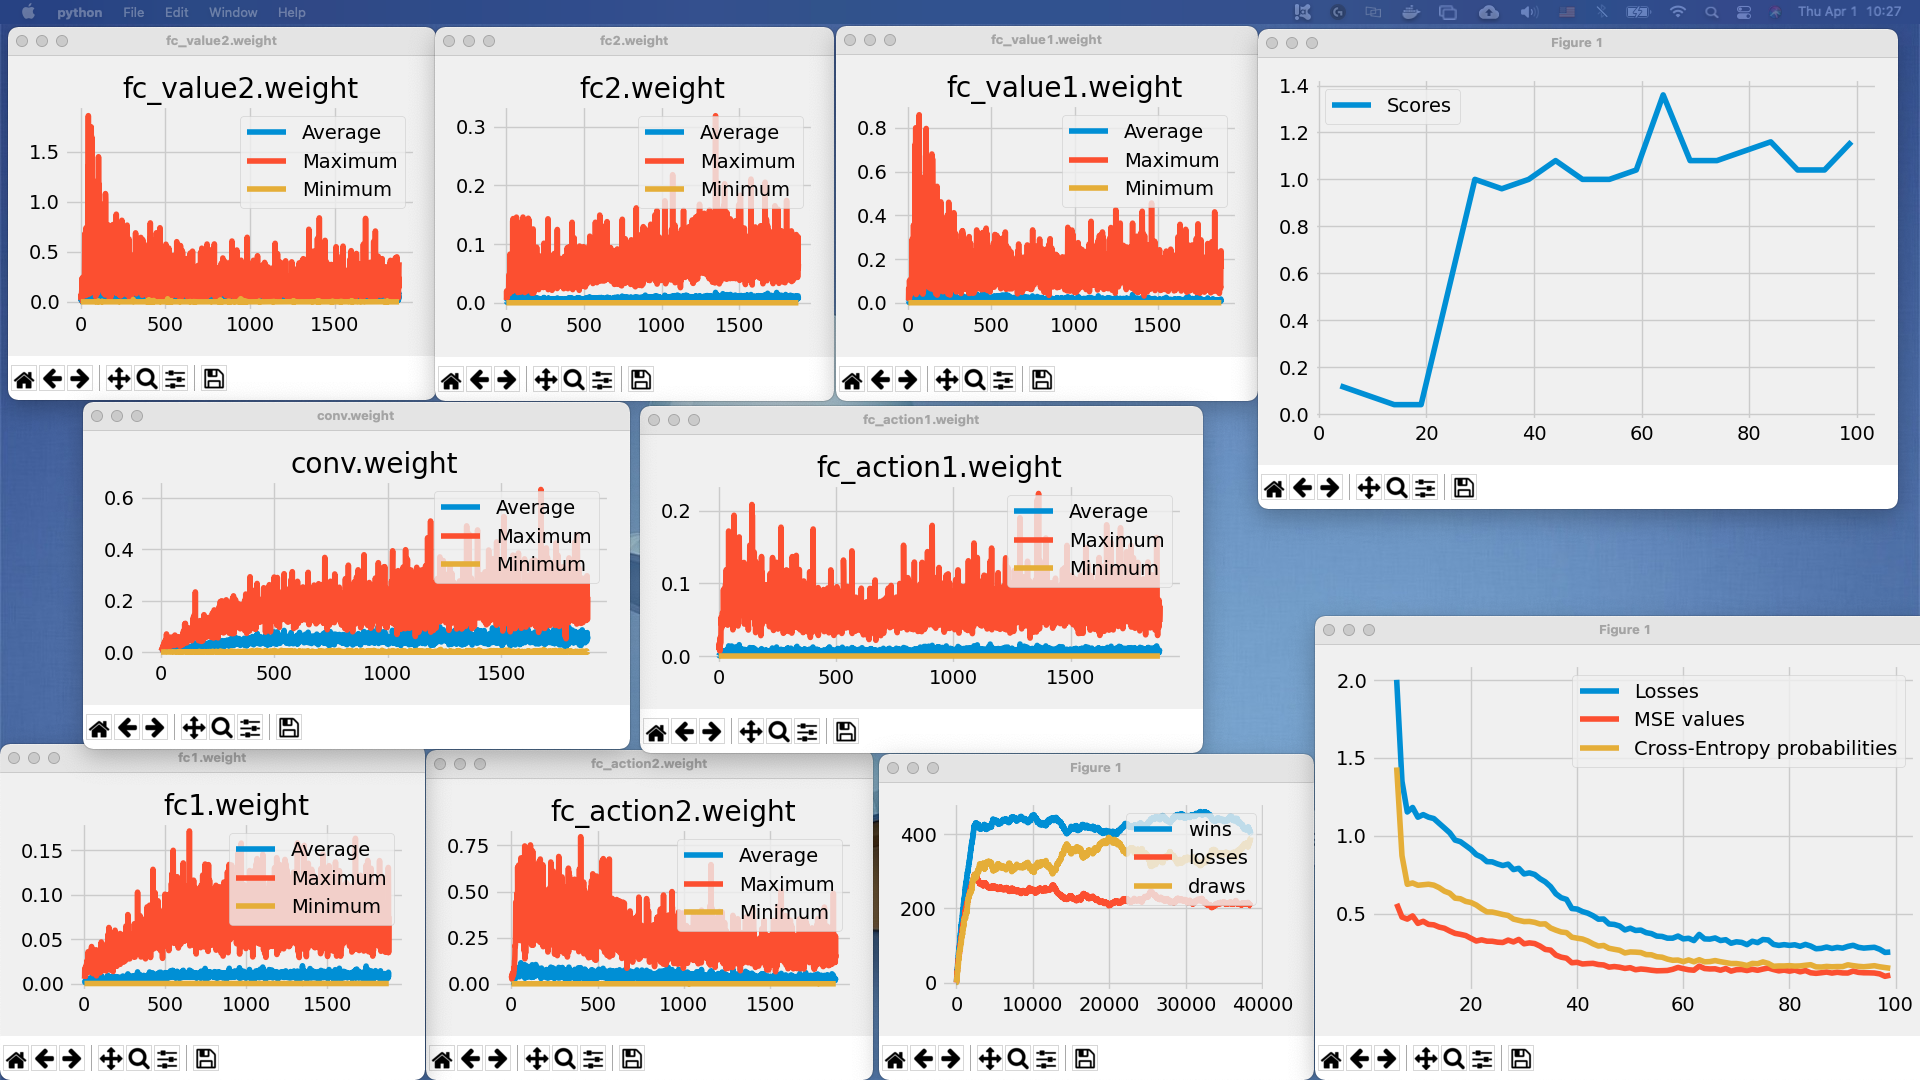 python File Edit Window Help Thu Apr 1 10:27
fc_value2.weight
fc_value2.weight
Average
Maximum
Minimum
1.5
1.0
0.5
0.0
0 500 1000 1500
fc2.weight
fc2.weight
Average
Maximum
Minimum
0.3
0.2
0.1
0.0
0 500 1000 1500
fc_value1.weight
fc_value1.weight
Average
Maximum
Minimum
0.8
0.6
0.4
0.2
0.0
0 500 1000 1500
Figure 1
Scores
1.4
1.2
1.0
0.8
0.6
0.4
0.2
0.0
0 20 40 60 80 100
conv.weight
conv.weight
Average
Maximum
Minimum
0.6
0.4
0.2
0.0
0 500 1000 1500
fc_action1.weight
fc_action1.weight
Average
Maximum
Minimum
0.2
0.1
0.0
0 500 1000 1500
fc1.weight
fc1.weight
Average
Maximum
Minimum
0.15
0.10
0.05
0.00
0 500 1000 1500
fc_action2.weight
fc_action2.weight
Average
Maximum
Minimum
0.75
0.50
0.25
0.00
0 500 1000 1500
Figure 1
wins
losses
draws
400
200
0
0 10000 20000 30000 40000
Figure 1
Losses
MSE values
Cross-Entropy probabilities
2.0
1.5
1.0
0.5
20 40 60 80 100